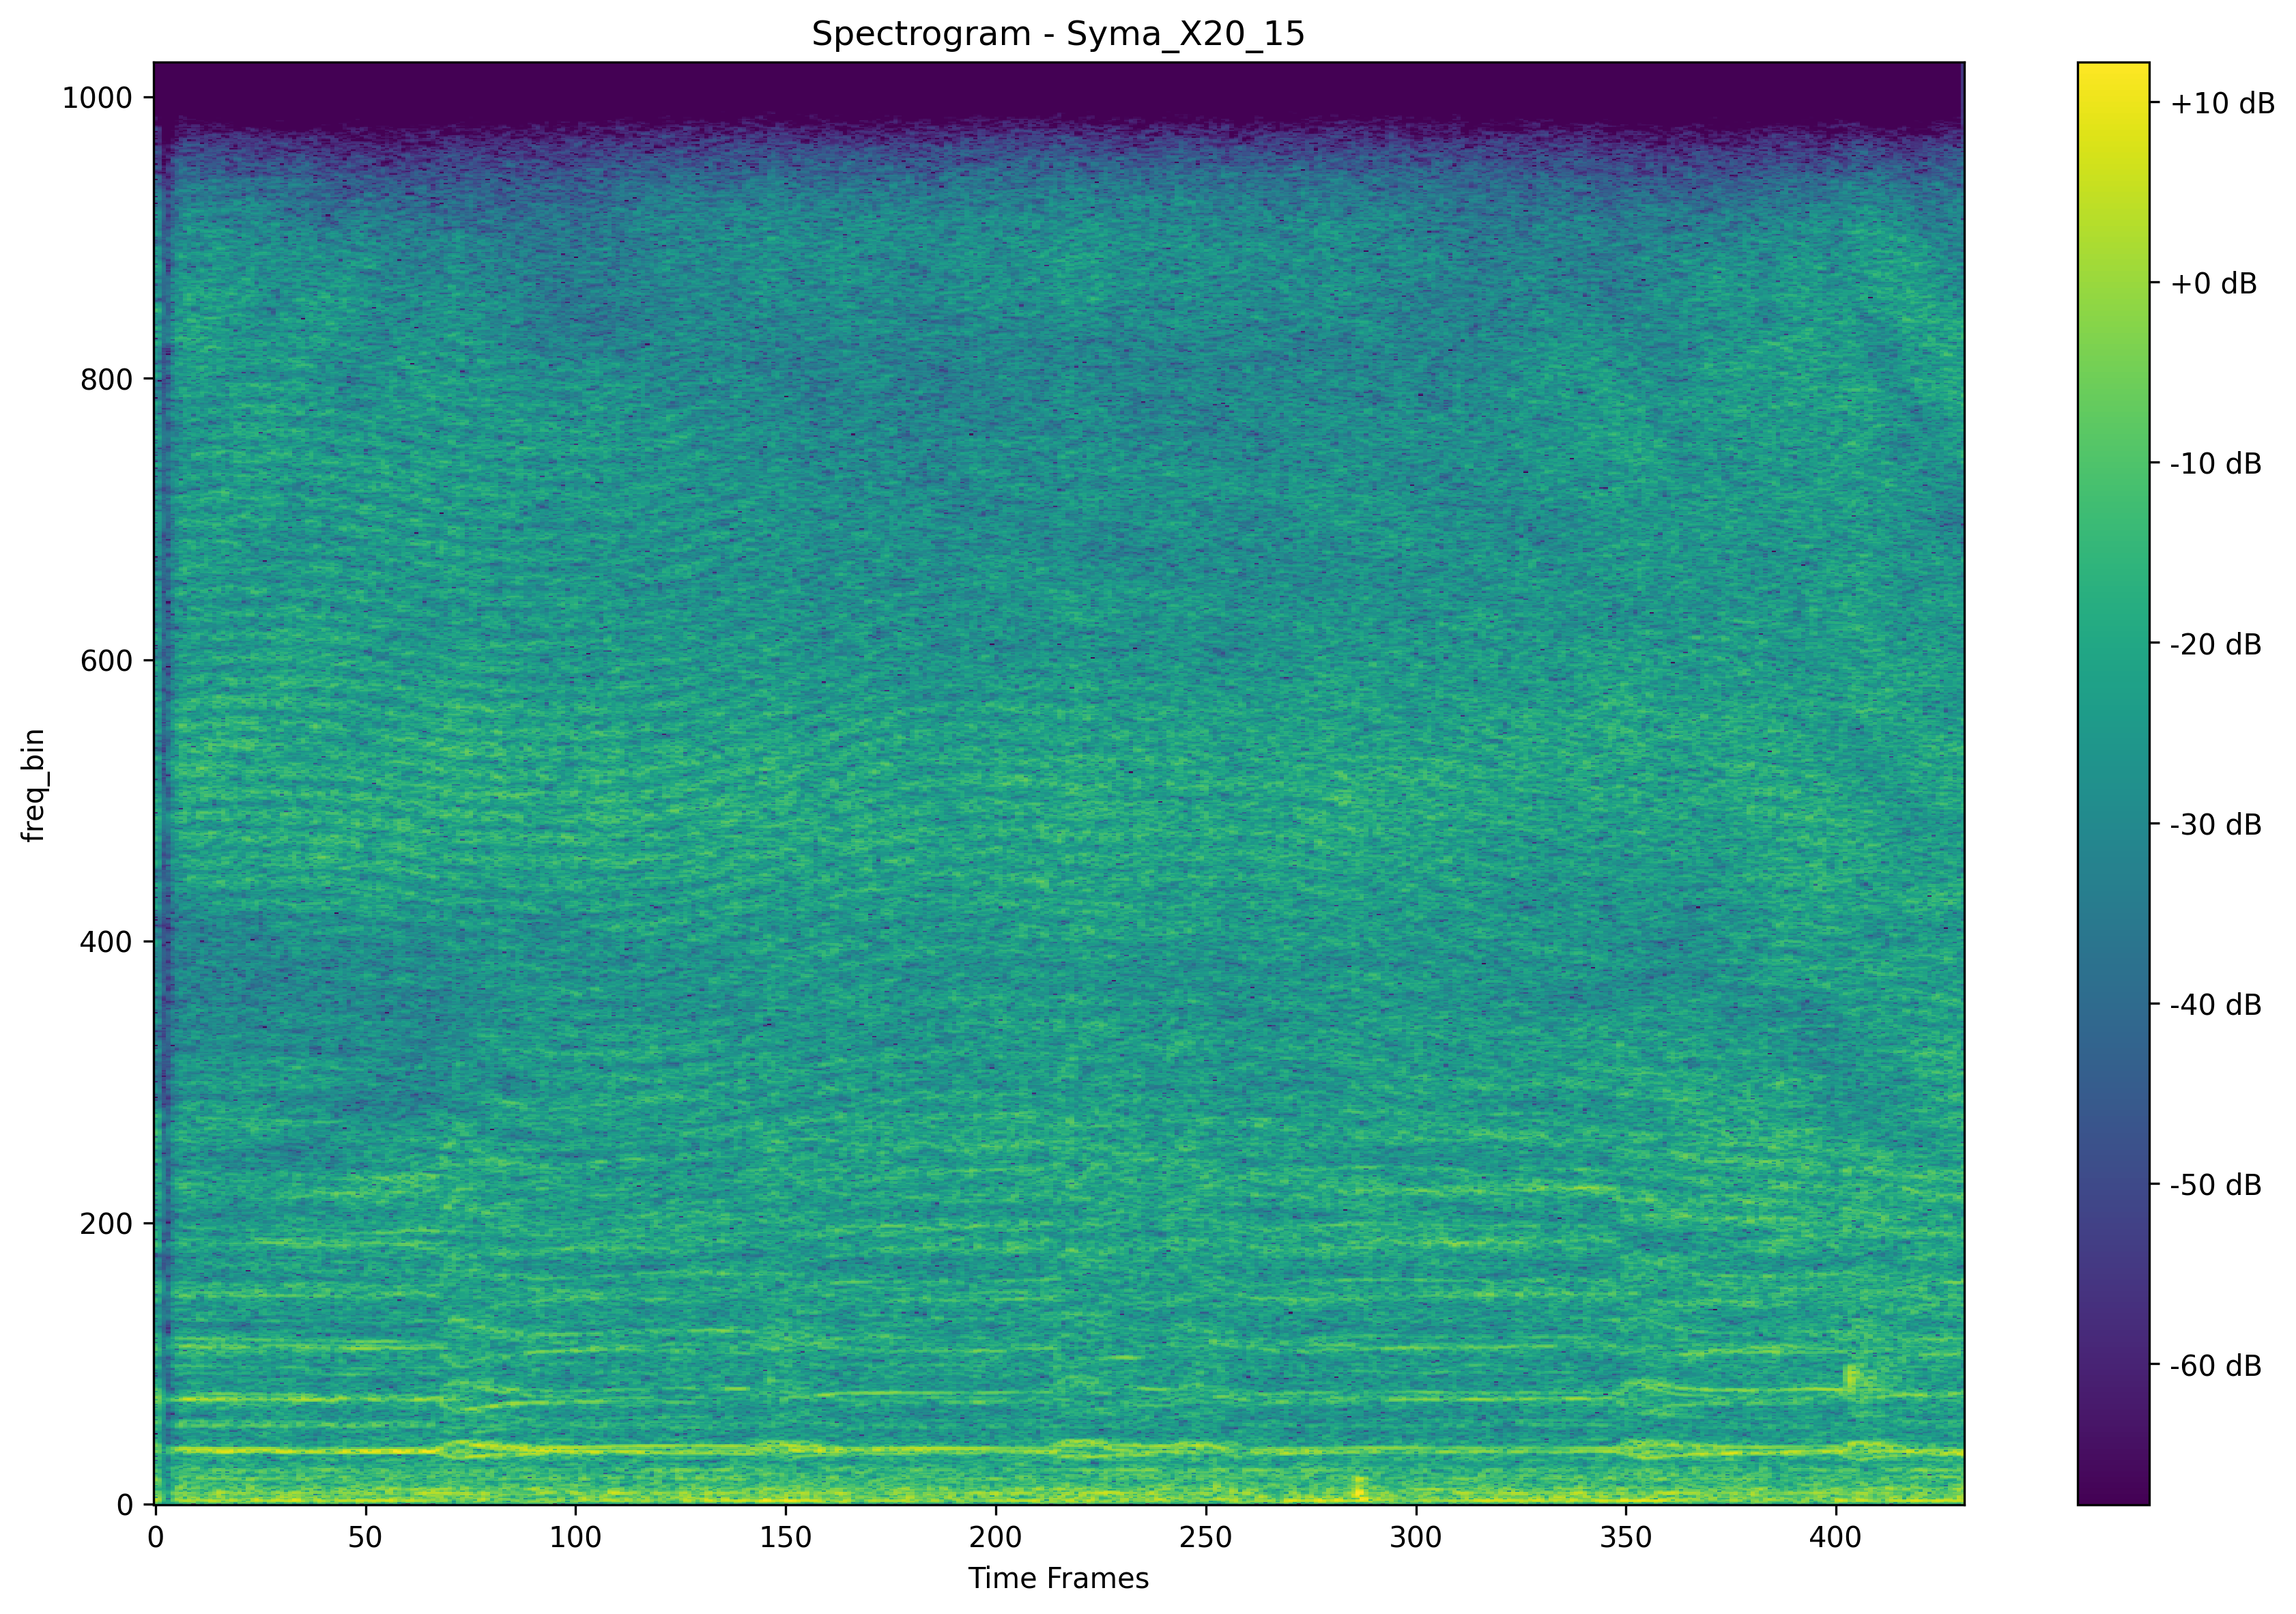 Spectrogram - Syma_X20_15
1000
800
600
400
200
0
freq_bin
0 50 100 150 200 250 300 350 400
Time Frames
+10 dB
+0 dB
-10 dB
-20 dB
-30 dB
-40 dB
-50 dB
-60 dB